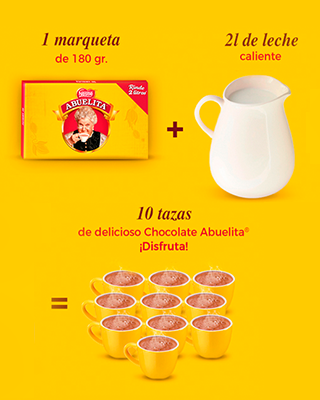 1 marqueta
de 180 gr.
2l de leche
caliente
Nestlé
ABUELITA
Rinde
2 litros
+
10 tazas
de delicioso Chocolate Abuelita®
¡Disfruta!
=